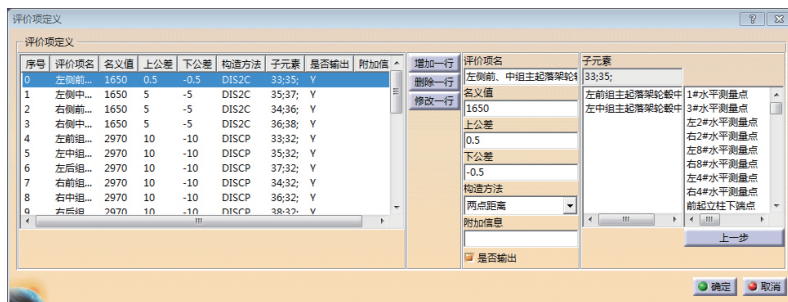 评价项定义
评价项定义
序号 评价项名 名义值 上公差 下公差 构造方法 子元素 是否输出 附加信
0 左侧前... 1650 0.5 -0.5 DIS2C 33;35; Y
1 左侧中... 1650 5 -5 DIS2C 35;37; Y
2 右侧前... 1650 5 -5 DIS2C 34;36; Y
3 右侧中... 1650 5 -5 DIS2C 36;38; Y
4 左前组... 2970 10 -10 DISCP 33;32; Y
5 左中组... 2970 10 -10 DISCP 35;32; Y
6 左后组... 2970 10 -10 DISCP 37;32; Y
7 右前组... 2970 10 -10 DISCP 34;32; Y
8 右中组... 2970 10 -10 DISCP 36;32; Y
9 右后组 2970 10 -10 DISCP 38;32; Y
增加一行
删除一行
修改一行
评价项名
左侧前、中组主起落架轮
名义值
1650
上公差
0.5
下公差
-0.5
构造方法
两点距离
附加信息
是否输出
子元素
33;35;
左前组主起落架轮毂中
左中组主起落架轮毂中
1#水平测量点
3#水平测量点
左2#水平测量点
右2#水平测量点
左8#水平测量点
右8#水平测量点
左4#水平测量点
右4#水平测量点
前起立柱下端点
上一步
确定 取消